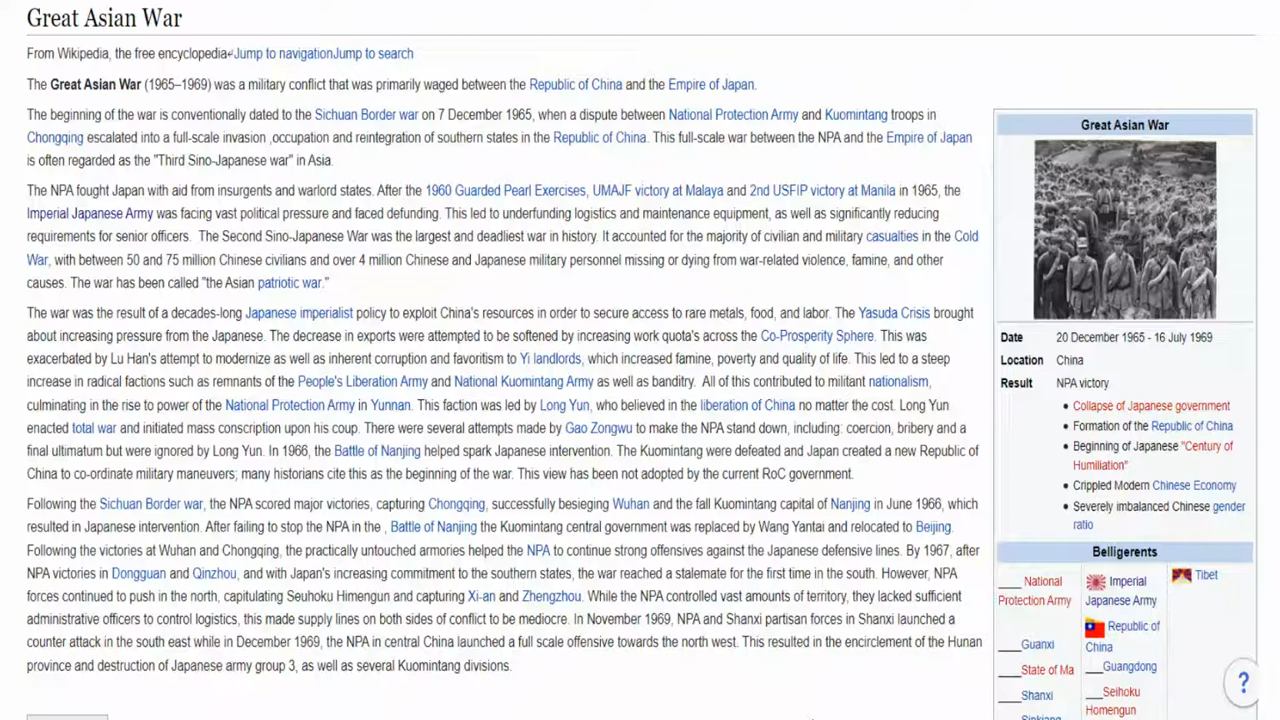 Great Asian War
From Wikipedia, the free encyclopedia↵Jump to navigationJump to search
The Great Asian War (1965–1969) was a military conflict that was primarily waged between the Republic of China and the Empire of Japan.
The beginning of the war is conventionally dated to the Sichuan Border war on 7 December 1965, when a dispute between National Protection Army and Kuomintang troops in
Chongqing escalated into a full-scale invasion ,occupation and reintegration of southern states in the Republic of China. This full-scale war between the NPA and the Empire of Japan
is often regarded as the "Third Sino-Japanese war" in Asia.
The NPA fought Japan with aid from insurgents and warlord states. After the 1960 Guarded Pearl Exercises, UMAJF victory at Malaya and 2nd USFIP victory at Manila in 1965, the
Imperial Japanese Army was facing vast political pressure and faced defunding. This led to underfunding logistics and maintenance equipment, as well as significantly reducing
requirements for senior officers. The Second Sino-Japanese War was the largest and deadliest war in history. It accounted for the majority of civilian and military casualties in the Cold
War, with between 50 and 75 million Chinese civilians and over 4 million Chinese and Japanese military personnel missing or dying from war-related violence, famine, and other
causes. The war has been called "the Asian patriotic war."
The war was the result of a decades-long Japanese imperialist policy to exploit China's resources in order to secure access to rare metals, food, and labor. The Yasuda Crisis brought
about increasing pressure from the Japanese. The decrease in exports were attempted to be softened by increasing work quota's across the Co-Prosperity Sphere. This was
exacerbated by Lu Han's attempt to modernize as well as inherent corruption and favoritism to Yi landlords, which increased famine, poverty and quality of life. This led to a steep
increase in radical factions such as remnants of the People's Liberation Army and National Kuomintang Army as well as banditry. All of this contributed to militant nationalism,
culminating in the rise to power of the National Protection Army in Yunnan. This faction was led by Long Yun, who believed in the liberation of China no matter the cost. Long Yun
enacted total war and initiated mass conscription upon his coup. There were several attempts made by Gao Zongwu to make the NPA stand down, including: coercion, bribery and a
final ultimatum but were ignored by Long Yun. In 1966, the Battle of Nanjing helped spark Japanese intervention. The Kuomintang were defeated and Japan created a new Republic of
China to co-ordinate military maneuvers; many historians cite this as the beginning of the war. This view has been not adopted by the current RoC government.
Following the Sichuan Border war, the NPA scored major victories, capturing Chongqing, successfully besieging Wuhan and the fall Kuomintang capital of Nanjing in June 1966, which
resulted in Japanese intervention. After failing to stop the NPA in the , Battle of Nanjing the Kuomintang central government was replaced by Wang Yantai and relocated to Beijing.
Following the victories at Wuhan and Chongqing, the practically untouched armories helped the NPA to continue strong offensives against the Japanese defensive lines. By 1967, after
NPA victories in Dongguan and Qinzhou, and with Japan's increasing commitment to the southern states, the war reached a stalemate for the first time in the south. However, NPA
forces continued to push in the north, capitulating Seuhoku Himengun and capturing Xi-an and Zhengzhou. While the NPA controlled vast amounts of territory, they lacked sufficient
administrative officers to control logistics, this made supply lines on both sides of conflict to be mediocre. In November 1969, NPA and Shanxi partisan forces in Shanxi launched a
counter attack in the south east while in December 1969, the NPA in central China launched a full scale offensive towards the north west. This resulted in the encirclement of the Hunan
province and destruction of Japanese army group 3, as well as several Kuomintang divisions.
Great Asian War
Date 20 December 1965 - 16 July 1969
Location China
Result NPA victory
• Collapse of Japanese government
• Formation of the Republic of China
• Beginning of Japanese "Century of
Humiliation"
• Crippled Modern Chinese Economy
• Severely imbalanced Chinese gender
ratio
Belligerents
____ National
Protection Army
____Guanxi
____State of Ma
____Shanxi
____Sinkiang
Imperial
Japanese Army
Republic of
China
___Guangdong
___Seihoku
Homengun
Tibet
?